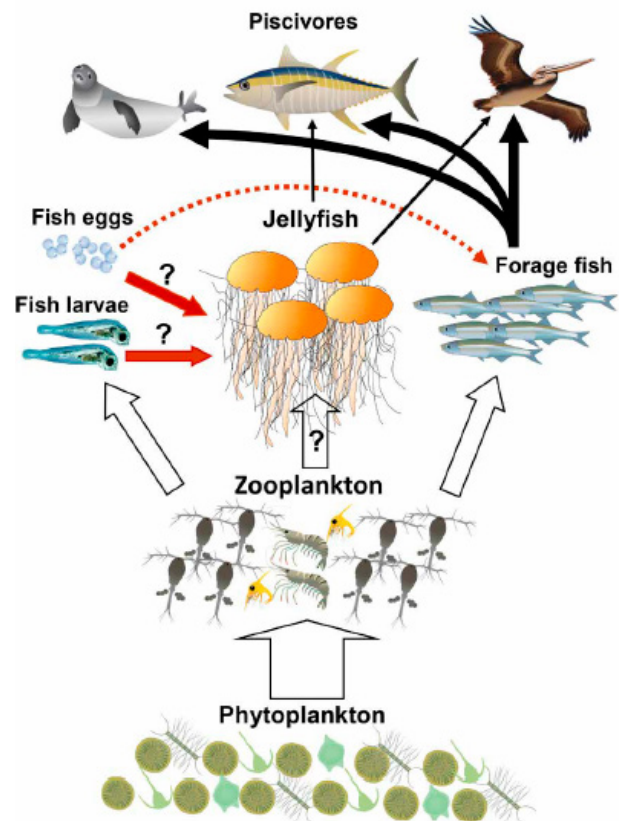 Piscivores
Fish eggs
Jellyfish
Forage fish
?
Fish larvae
?
?
Zooplankton
Phytoplankton